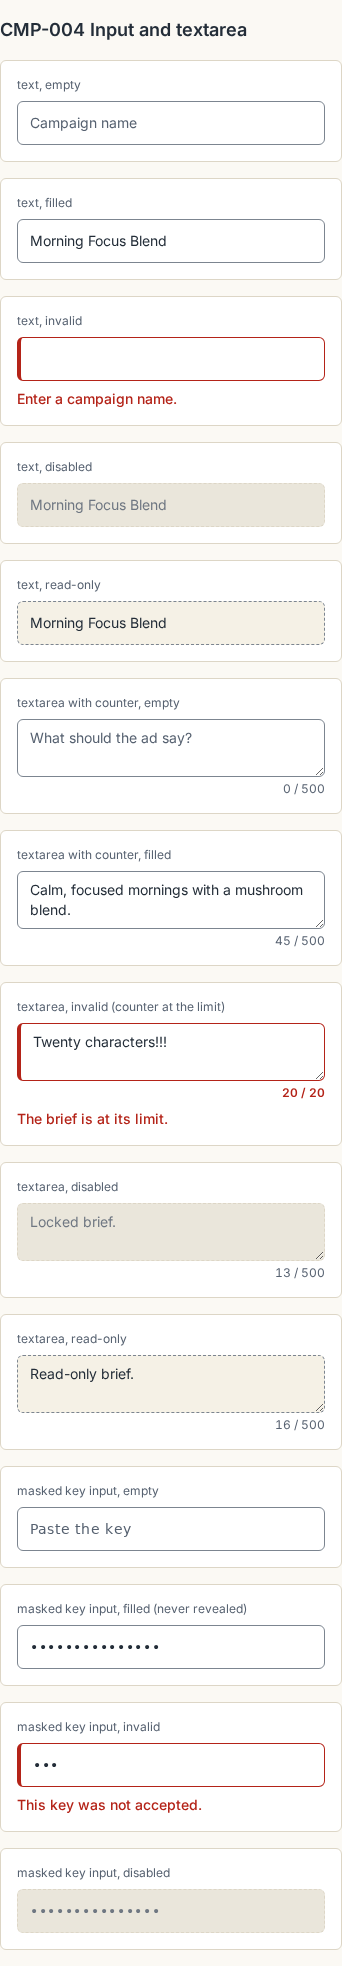 CMP-004 Input and textarea
text, empty
Campaign name
text, filled
Morning Focus Blend
text, invalid
Enter a campaign name.
text, disabled
Morning Focus Blend
text, read-only
Morning Focus Blend
textarea with counter, empty
What should the ad say?
0 / 500
textarea with counter, filled
Calm, focused mornings with a mushroom
blend.
45 / 500
textarea, invalid (counter at the limit)
Twenty characters!!!
20 / 20
The brief is at its limit.
textarea, disabled
Locked brief.
13 / 500
textarea, read-only
Read-only brief.
16 / 500
masked key input, empty
Paste the key
masked key input, filled (never revealed)
•••••••••••••••
masked key input, invalid
•••
This key was not accepted.
masked key input, disabled
•••••••••••••••